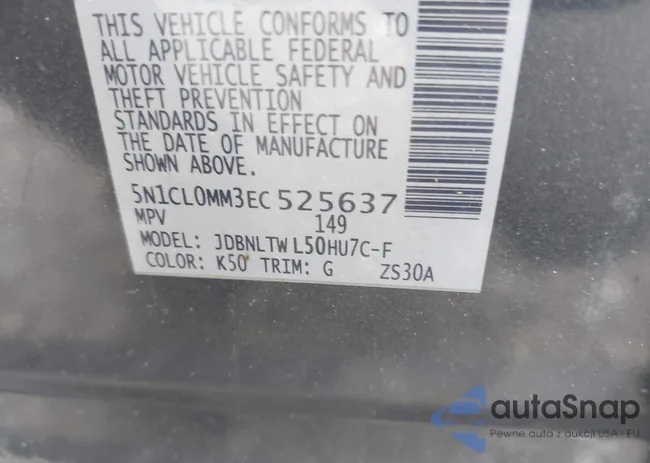 THIS VEHICLE CONFORMS TO
ALL APPLICABLE FEDERAL
MOTOR VEHICLE SAFETY AND
THEFT PREVENTION
STANDARDS IN EFFECT ON
THE DATE OF MANUFACTURE
SHOWN ABOVE.
5N1CL0MM3EC 525637
MPV 149
MODEL: JDBNLTW L50HU7C-F
COLOR: K50 TRIM: G ZS30A
autaSnap
Pewne auta z aukcji USA i EU